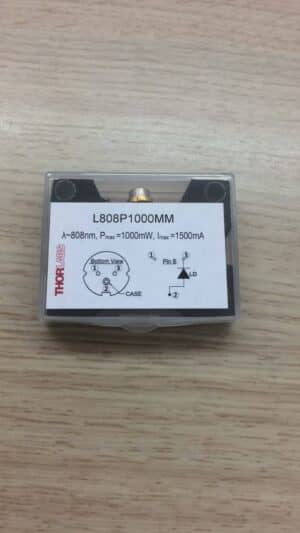 L808P1000MM
λ~808nm, Pmax =1000mW, Imax =1500mA
Bottom View
1
3
2
CASE
1
3
Pin B
LD
2
THORLABS